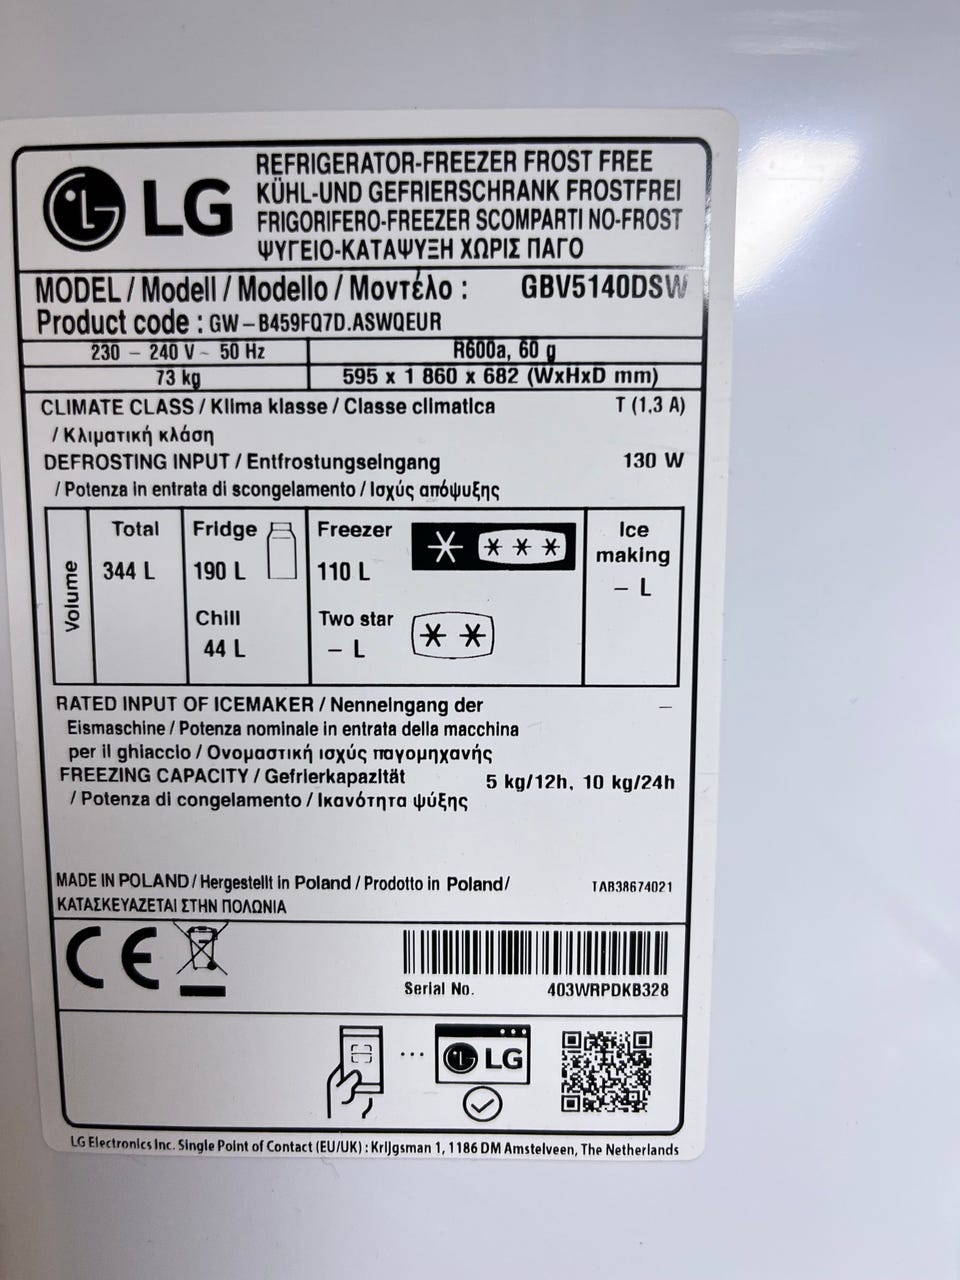 LG
REFRIGERATOR-FREEZER FROST FREE
KÜHL-UND GEFRIERSCHRANK FROSTFREI
FRIGORIFERO-FREEZER SCOMPARTI NO-FROST
ΨΥΓΕΙΟ-ΚΑΤΑΨΥΞΗ ΧΩΡΙΣ ΠΑΓΟ
MODEL / Modell / Modello / Μοντέλο : GBV5140DSW
Product code : GW-B459FQ7D.ASWQEUR
230 - 240 V ~ 50 Hz R600a, 60 g
73 kg 595 x 1 860 x 682 (WxHxD mm)
CLIMATE CLASS / Klima klasse / Classe climatica T (1,3 A)
/ Κλιματική κλάση
DEFROSTING INPUT / Entfrostungseingang 130 W
/ Potenza in entrata di scongelamento / Ισχύς απόψυξης
Volume
Total Fridge Freezer Ice making
344 L 190 L 110 L - L
Chill Two star
44 L - L
RATED INPUT OF ICEMAKER / Nenneingang der –
Eismaschine / Potenza nominale in entrata della macchina
per il ghiaccio / Ονομαστική ισχύς παγομηχανής
FREEZING CAPACITY / Gefrierkapazität 5 kg/12h, 10 kg/24h
/ Potenza di congelamento / Ικανότητα ψύξης
MADE IN POLAND / Hergestellt in Poland / Prodotto in Poland/ TAB38674021
ΚΑΤΑΣΚΕΥΑΖΕΤΑΙ ΣΤΗΝ ΠΟΛΩΝΙΑ
CE
Serial No. 403WRPDKB328
LG
LG Electronics Inc. Single Point of Contact (EU/UK) : Krijgsman 1, 1186 DM Amstelveen, The Netherlands